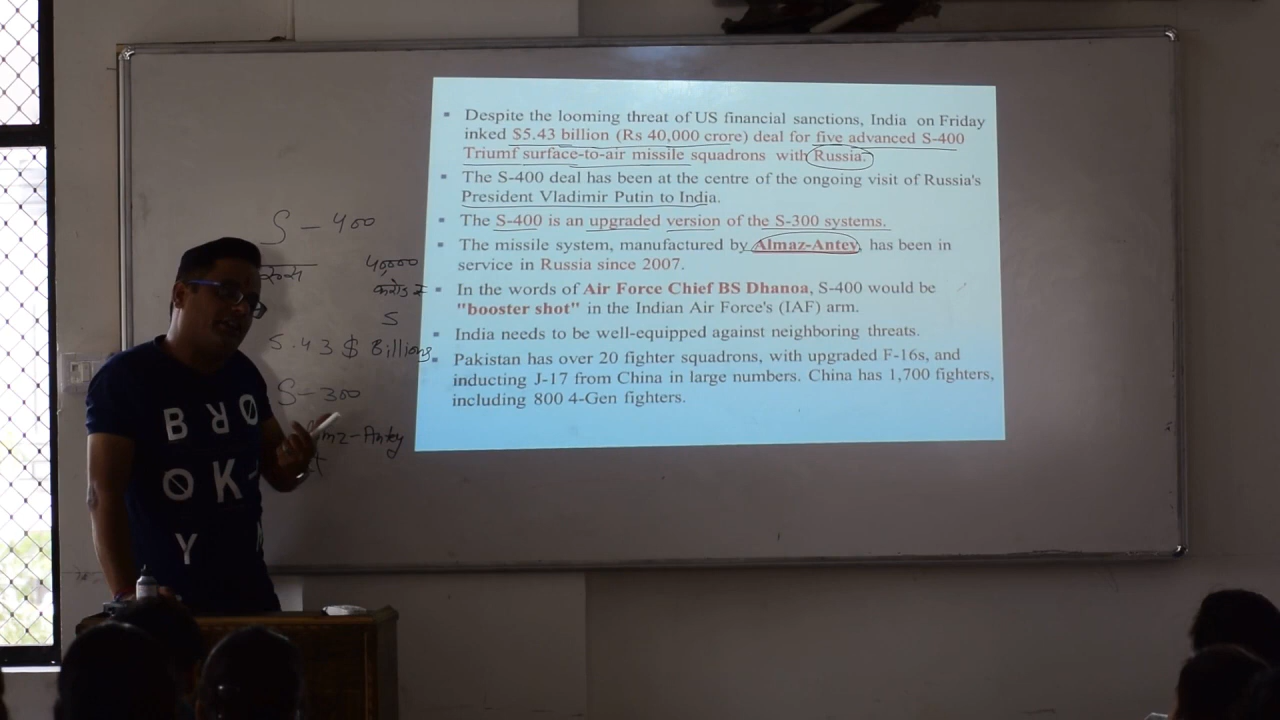 ▪ Despite the looming threat of US financial sanctions, India on Friday
inked $5.43 billion (Rs 40,000 crore) deal for five advanced S-400
Triumf surface-to-air missile squadrons with Russia.
▪ The S-400 deal has been at the centre of the ongoing visit of Russia's
President Vladimir Putin to India.
▪ The S-400 is an upgraded version of the S-300 systems.
▪ The missile system, manufactured by Almaz-Antey, has been in
service in Russia since 2007.
▪ In the words of Air Force Chief BS Dhanoa, S-400 would be
"booster shot" in the Indian Air Force's (IAF) arm.
▪ India needs to be well-equipped against neighboring threats.
▪ Pakistan has over 20 fighter squadrons, with upgraded F-16s, and
inducting J-17 from China in large numbers. China has 1,700 fighters,
including 800 4-Gen fighters.
S - 400
रूस
40,000
करोड़ रु
5
5.43 $ Billions
S-300
B R O
O K
Y